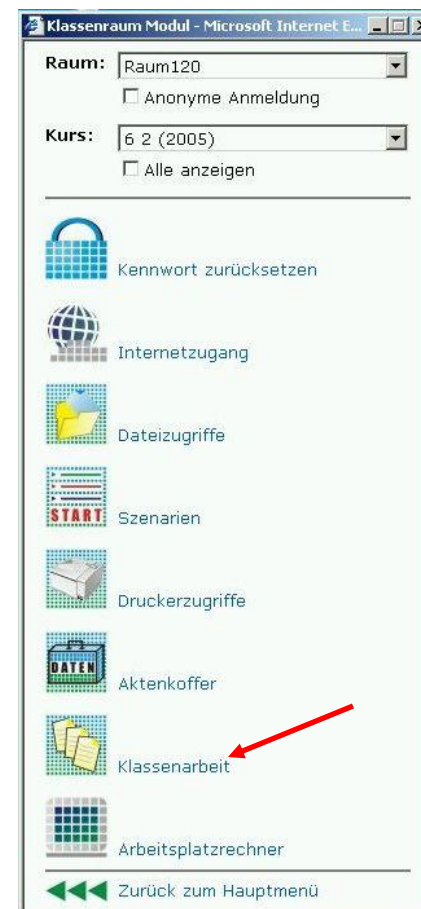 Klassenraum Modul - Microsoft Internet E...
Raum: Raum120
Anonyme Anmeldung
Kurs: 6 2 (2005)
Alle anzeigen
Kennwort zurücksetzen
Internetzugang
Dateizugriffe
START Szenarien
Druckerzugriffe
DATEN Aktenkoffer
Klassenarbeit
Arbeitsplatzrechner
Zurück zum Hauptmenü